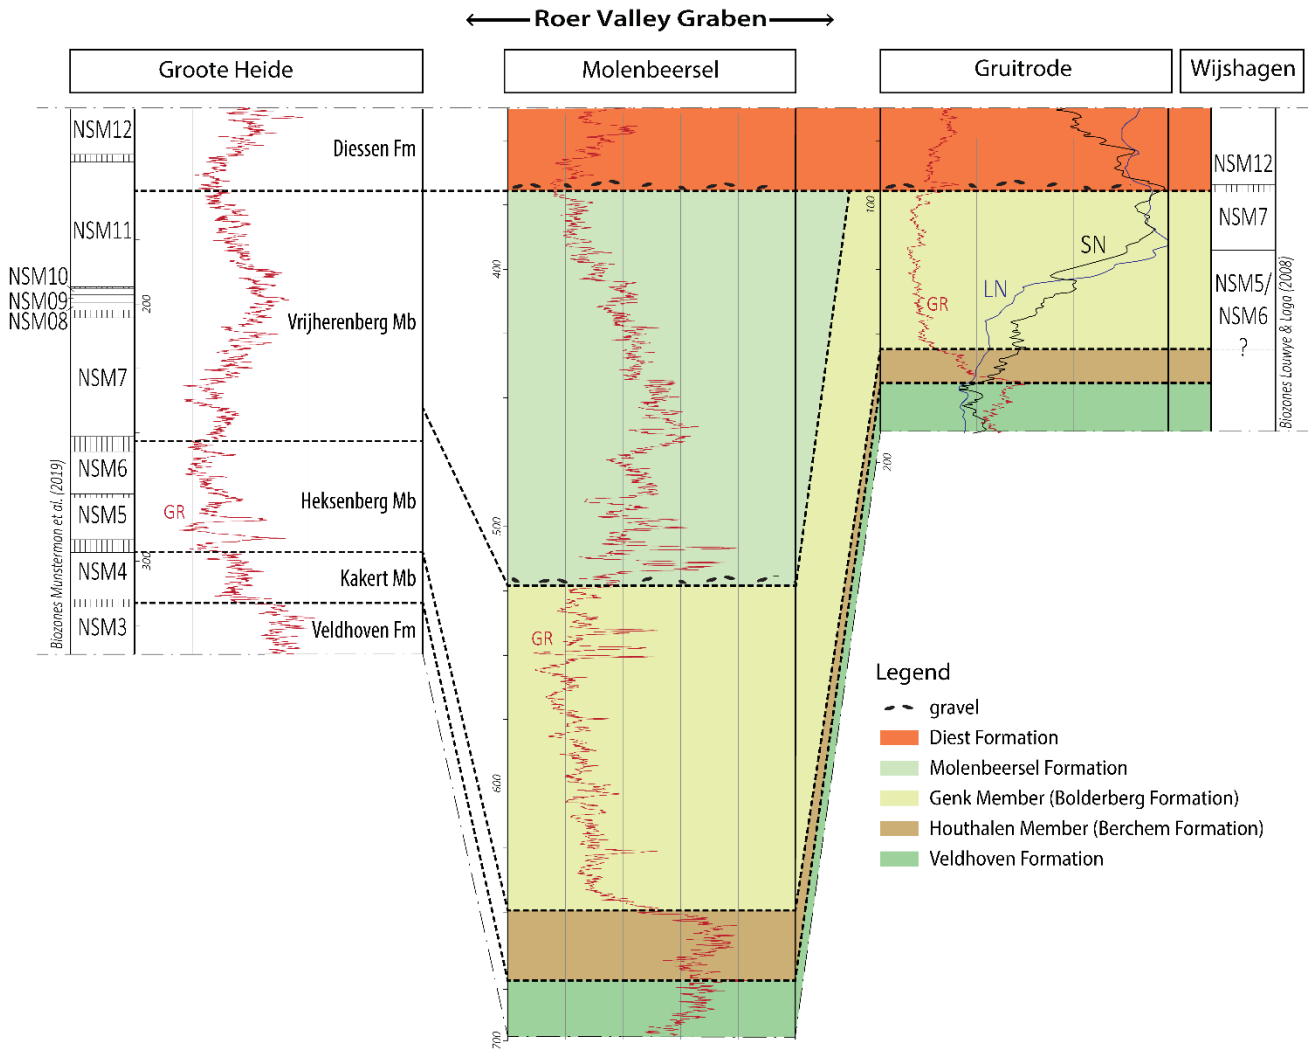 Roer Valley Graben
Groote Heide
Molenbeersel
Gruitrode
Wijshagen
NSM12
NSM11
NSM10
NSM09
NSM08
NSM7
NSM6
NSM5
NSM4
NSM3
Biozones Munsterman et al. (2019)
200
300
GR
Diessen Fm
Vrijherenberg Mb
Heksenberg Mb
Kakert Mb
Veldhoven Fm
400
500
600
700
GR
100
200
GR
LN
SN
NSM12
NSM7
NSM5/
NSM6
?
Biozones Louwye & Laga (2008)
Legend
gravel
Diest Formation
Molenbeersel Formation
Genk Member (Bolderberg Formation)
Houthalen Member (Berchem Formation)
Veldhoven Formation